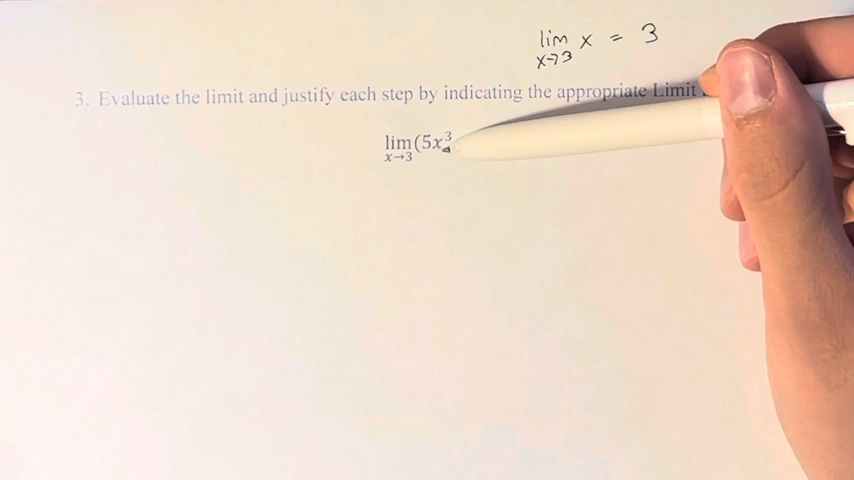 lim x = 3
x→3
3. Evaluate the limit and justify each step by indicating the appropriate Limit
lim(5x³
x→3